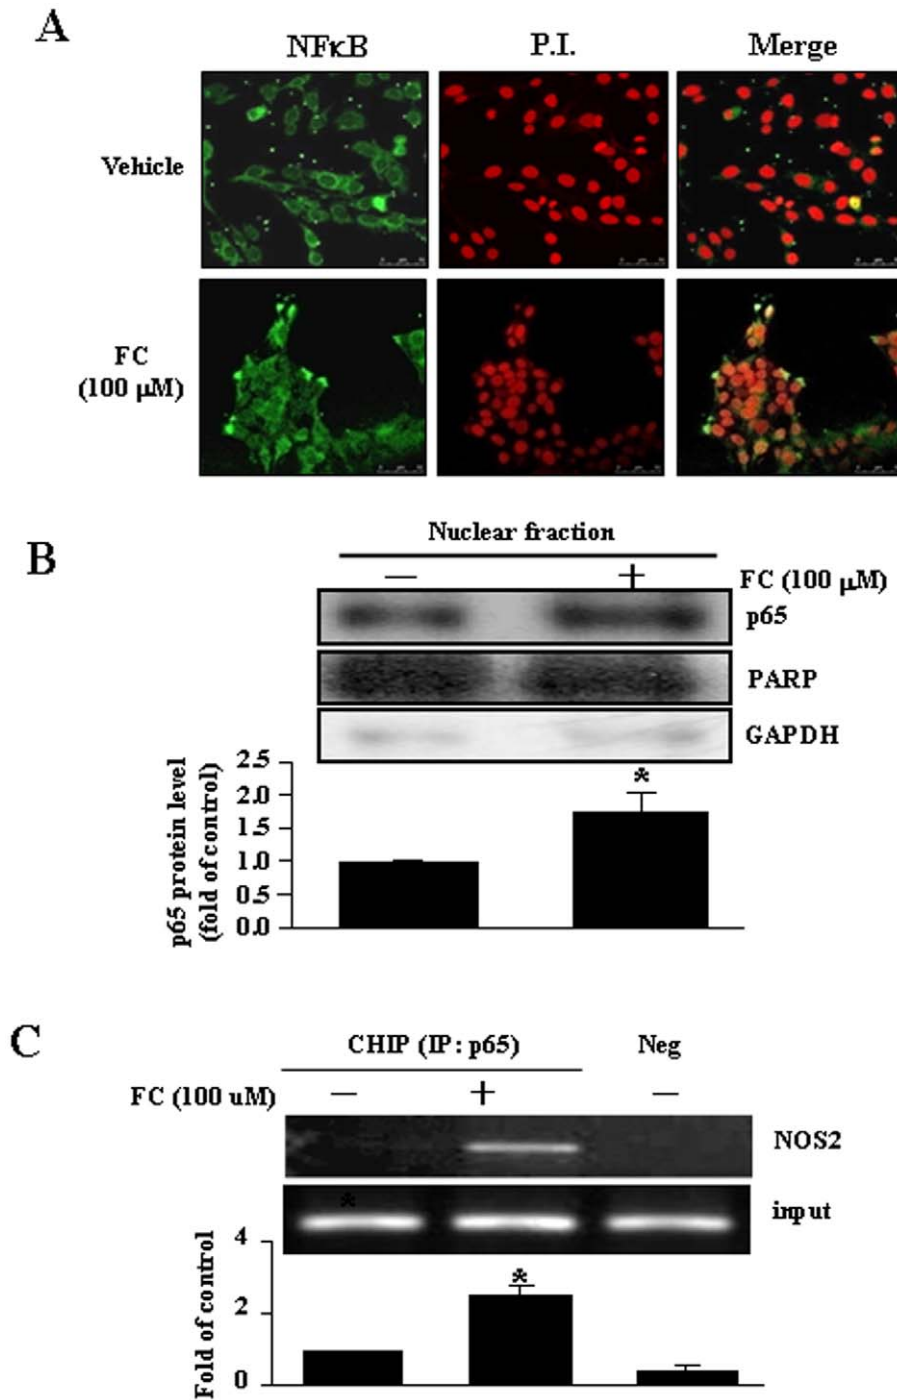 A
NFκB P.I. Merge
Vehicle
FC
(100 μM)
B
Nuclear fraction
— + FC (100 μM)
p65
PARP
GAPDH
p65 protein level
(fold of control)
2.5
*
2.0
1.5
1.0
0.5
0.0
C
CHIP (IP: p65) Neg
FC (100 uM) — + —
NOS2
*
input
Fold of control
4
*
2
0